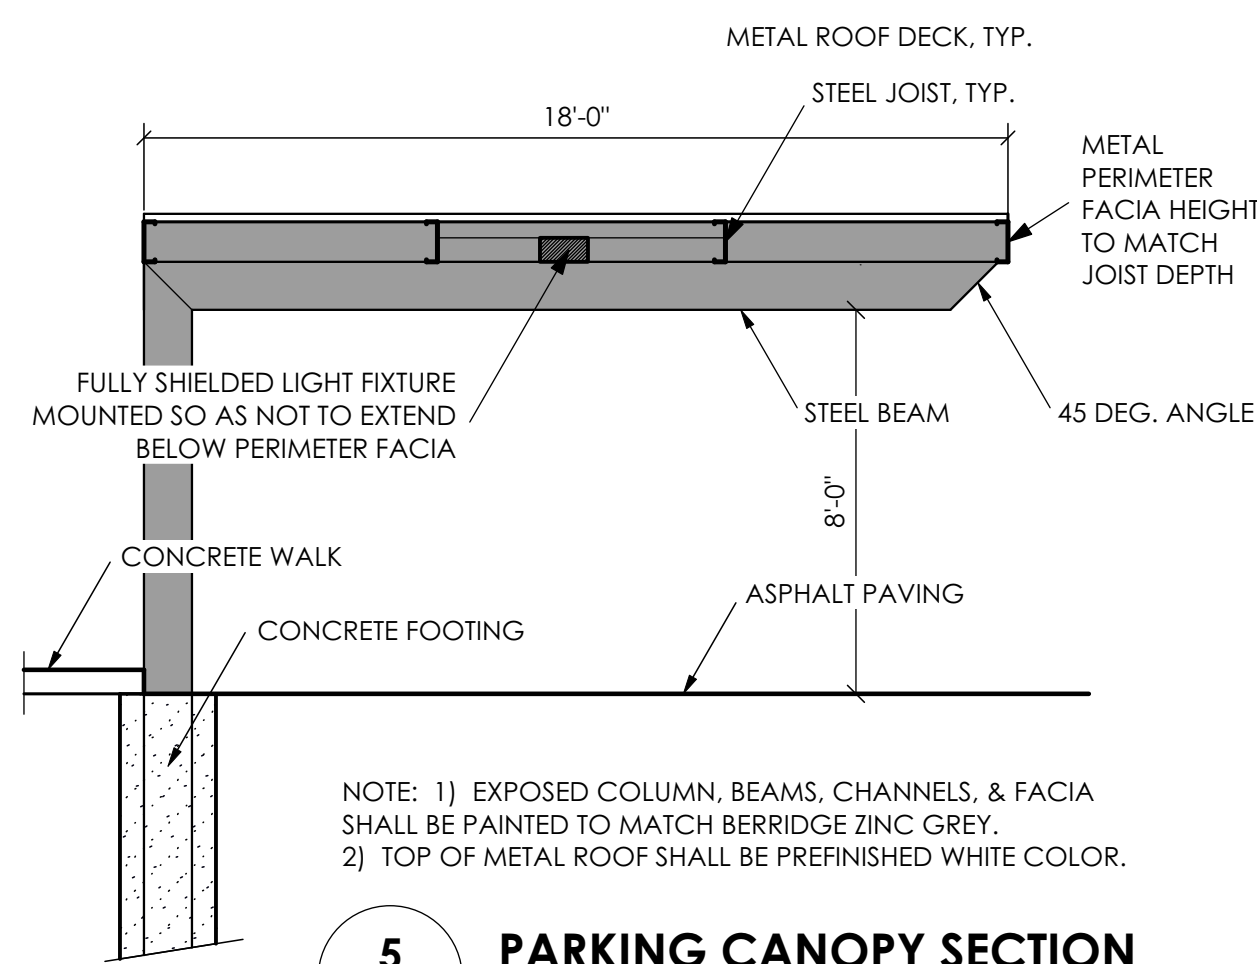 METAL ROOF DECK, TYP.
STEEL JOIST, TYP.
18'-0"
METAL
PERIMETER
FACIA HEIGHT
TO MATCH
JOIST DEPTH
FULLY SHIELDED LIGHT FIXTURE
MOUNTED SO AS NOT TO EXTEND
BELOW PERIMETER FACIA
STEEL BEAM
45 DEG. ANGLE
8'-0"
CONCRETE WALK
ASPHALT PAVING
CONCRETE FOOTING
NOTE: 1) EXPOSED COLUMN, BEAMS, CHANNELS, & FACIA
SHALL BE PAINTED TO MATCH BERRIDGE ZINC GREY.
2) TOP OF METAL ROOF SHALL BE PREFINISHED WHITE COLOR.
5
PARKING CANOPY SECTION